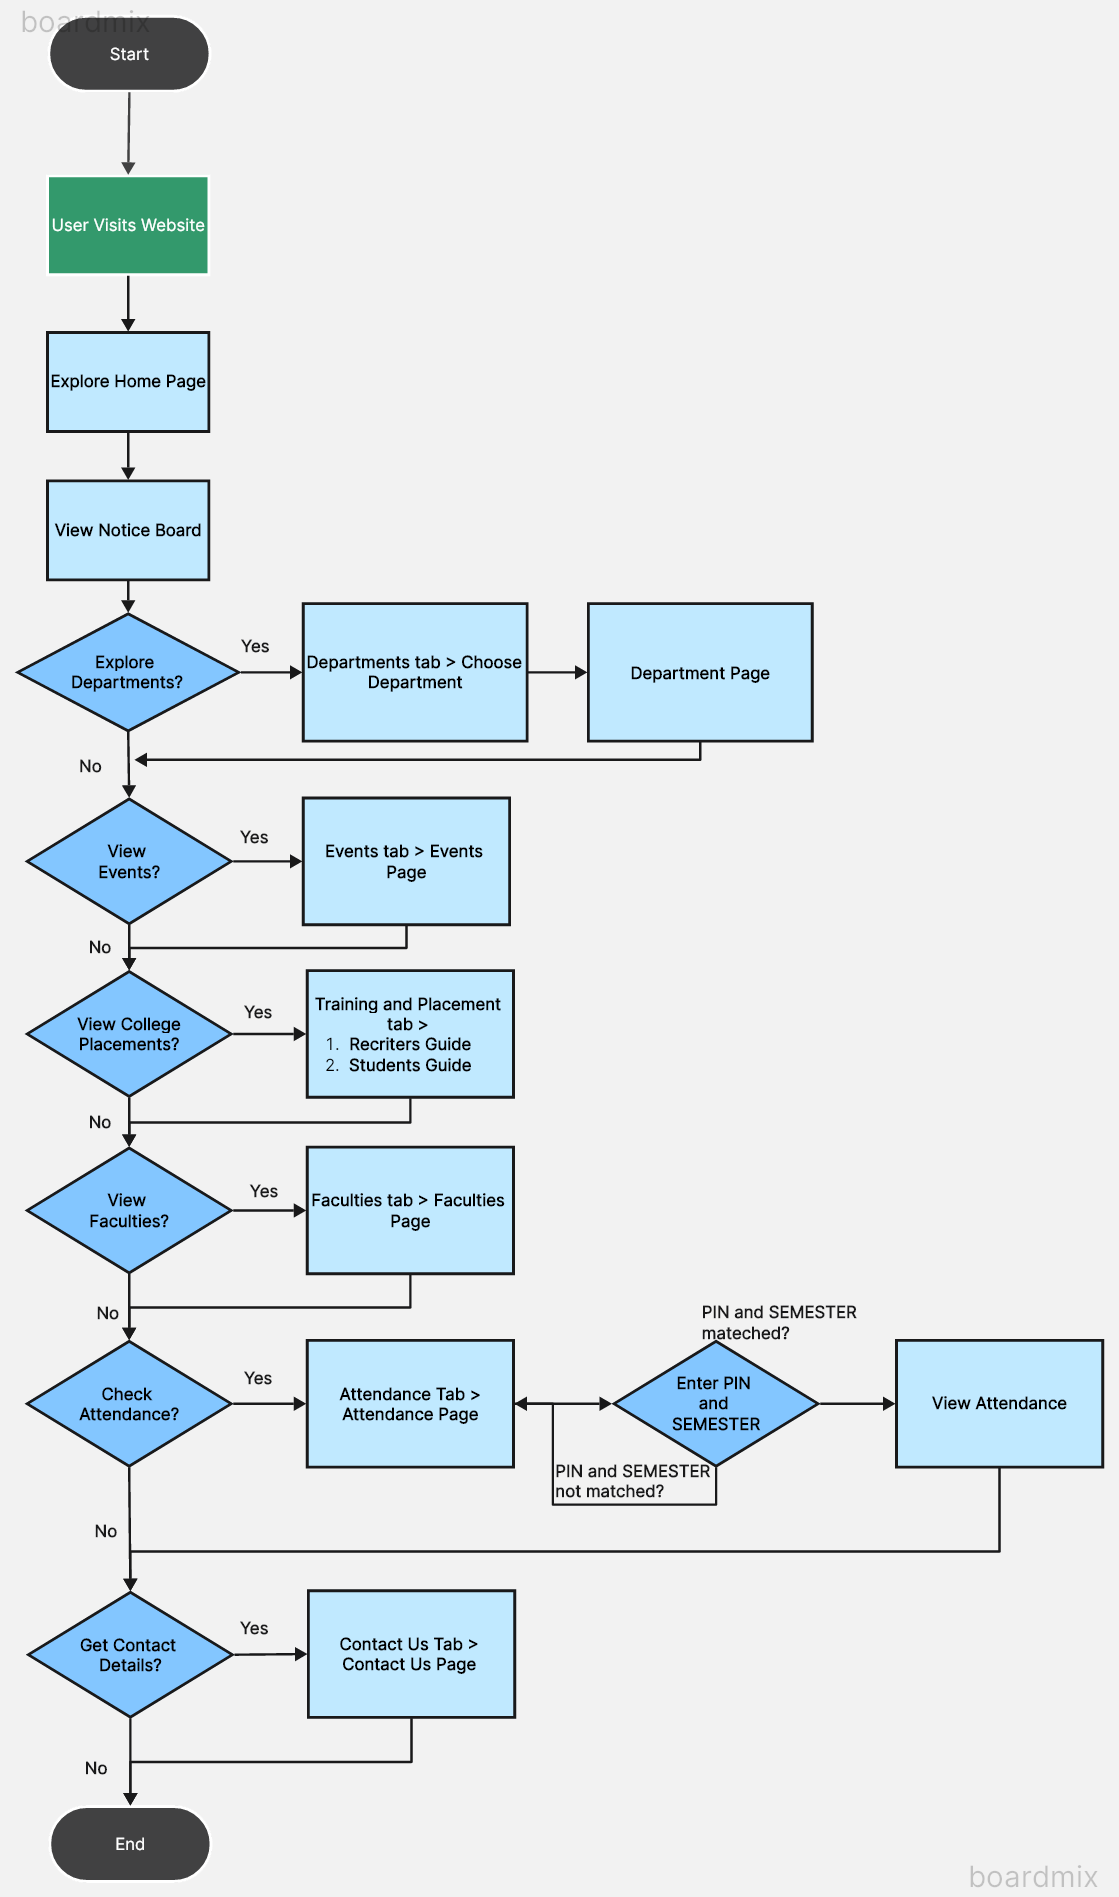 boardmix
Start
User Visits Website
Explore Home Page
View Notice Board
Explore
Departments?
Yes
Departments tab > Choose
Department
Department Page
No
View
Events?
Yes
Events tab > Events
Page
No
View College
Placements?
Yes
Training and Placement
tab >
1. Recriters Guide
2. Students Guide
No
View
Faculties?
Yes
Faculties tab > Faculties
Page
No
Check
Attendance?
Yes
Attendance Tab >
Attendance Page
PIN and SEMESTER
mateched?
Enter PIN
and
SEMESTER
View Attendance
PIN and SEMESTER
not matched?
No
Get Contact
Details?
Yes
Contact Us Tab >
Contact Us Page
No
End
boardmix